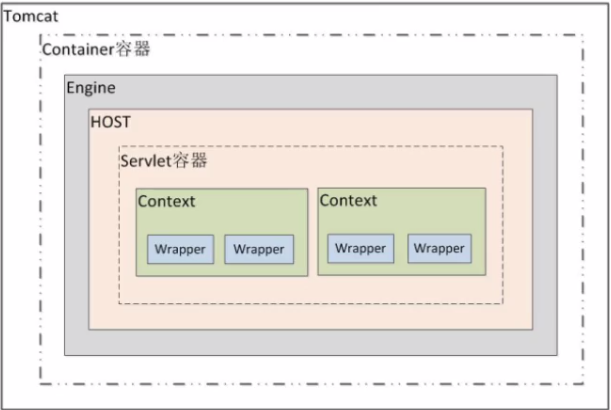 Tomcat
Container容器
Engine
HOST
Servlet容器
Context
Context
Wrapper
Wrapper
Wrapper
Wrapper